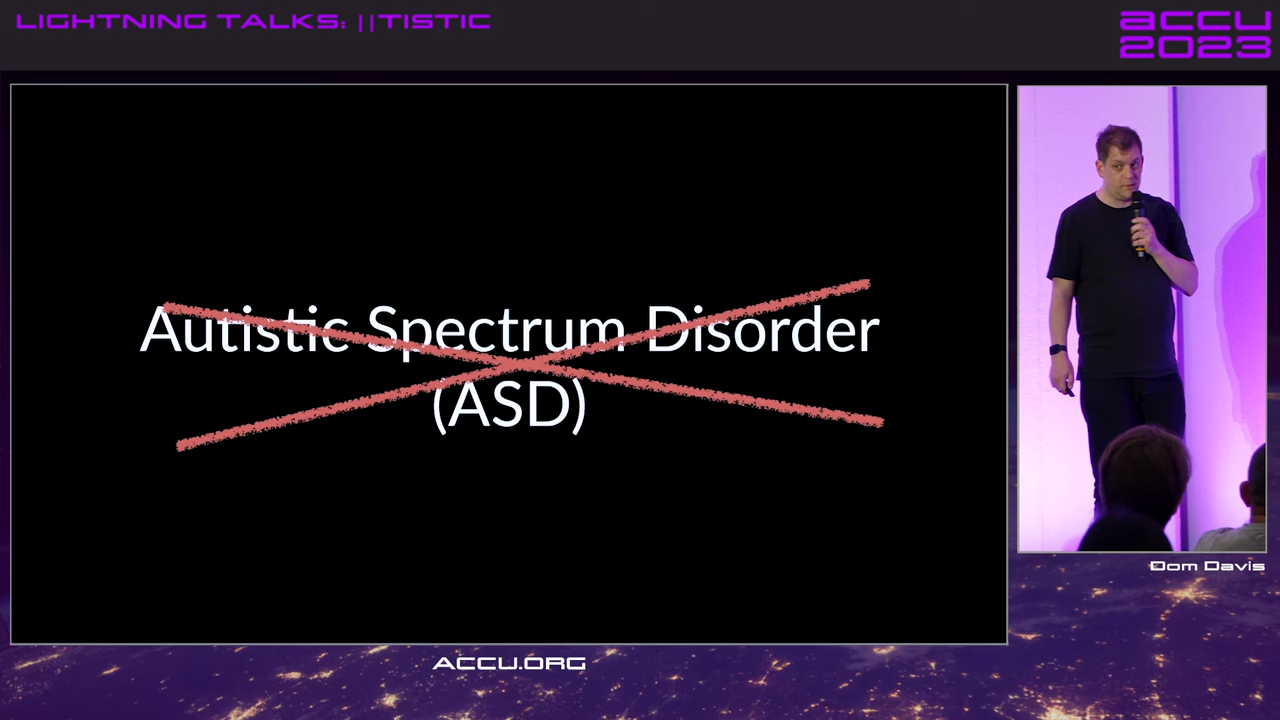 LIGHTNING TALKS: ||TISTIC
accu
2023
Autistic Spectrum Disorder
(ASD)
Dom Davis
ACCU.ORG